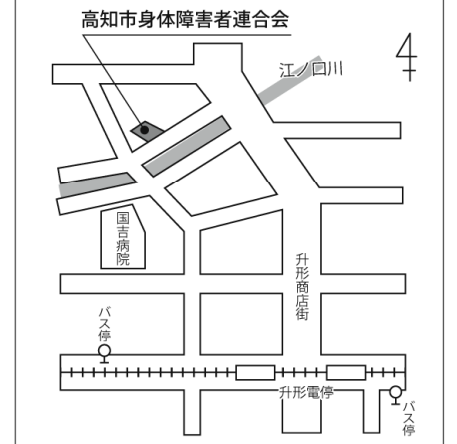 高知市身体障害者連合会
江ノ口川
国吉病院
升形商店街
バス停
升形電停
バス停